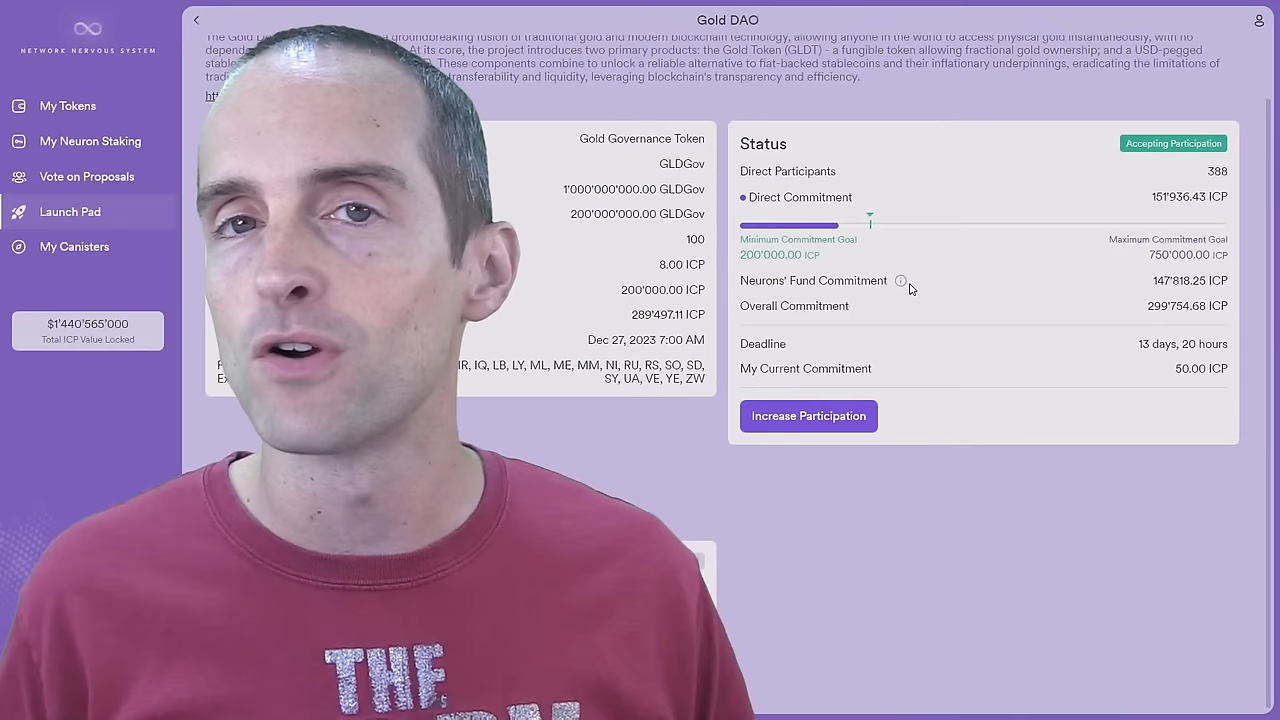 Gold DAO
NETWORK NERVOUS SYSTEM
My Tokens
My Neuron Staking
Vote on Proposals
Launch Pad
My Canisters
$1'440'565'000
Total ICP Value Locked
The Gold D a groundbreaking fusion of traditional gold and modern blockchain technology, allowing anyone in the world to access physical gold instantaneously, with no
depend At its core, the project introduces two primary products: the Gold Token (GLDT) - a fungible token allowing fractional gold ownership; and a USD-pegged
stable These components combine to unlock a reliable alternative to fiat-backed stablecoins and their inflationary underpinnings, eradicating the limitations of
tradi transferability and liquidity, leveraging blockchain's transparency and efficiency.
htt
Gold Governance Token
GLDGov
1'000'000'000.00 GLDGov
200'000'000.00 GLDGov
100
8.00 ICP
200'000.00 ICP
289'497.11 ICP
Dec 27, 2023 7:00 AM
IR, IQ, LB, LY, ML, ME, MM, NI, RU, RS, SO, SD,
SY, UA, VE, YE, ZW
Status
Accepting Participation
Direct Participants 388
Direct Commitment 151'936.43 ICP
Minimum Commitment Goal Maximum Commitment Goal
200'000.00 ICP 750'000.00 ICP
Neurons' Fund Commitment 147'818.25 ICP
Overall Commitment 299'754.68 ICP
Deadline 13 days, 20 hours
My Current Commitment 50.00 ICP
Increase Participation
THE